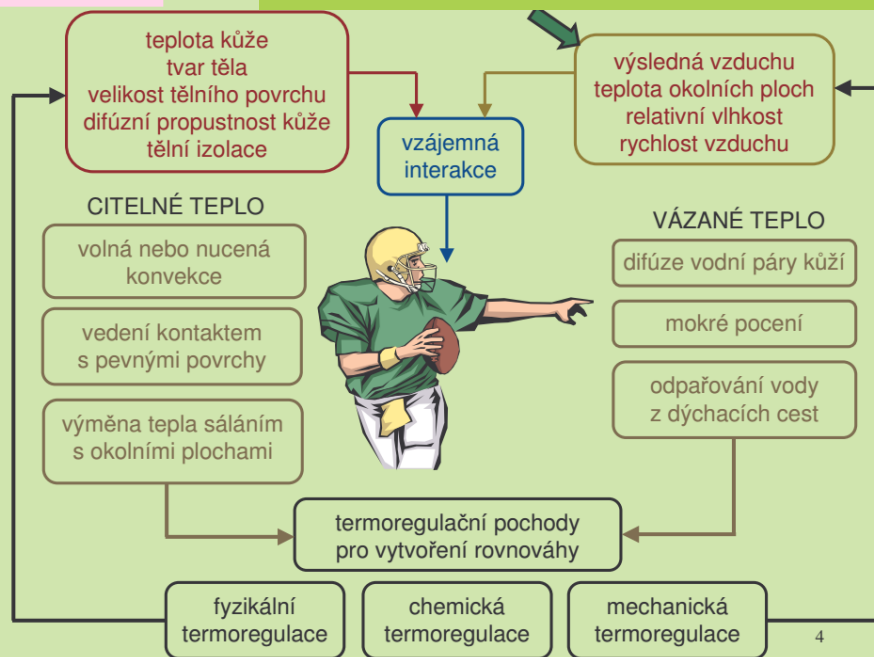 teplota kůže
tvar těla
velikost tělního povrchu
difúzní propustnost kůže
tělní izolace
vzájemná
interakce
výsledná vzduchu
teplota okolních ploch
relativní vlhkost
rychlost vzduchu
CITELNÉ TEPLO
volná nebo nucená
konvekce
vedení kontaktem
s pevnými povrchy
výměna tepla sáláním
s okolními plochami
VÁZANÉ TEPLO
difúze vodní páry kůží
mokré pocení
odpařování vody
z dýchacích cest
termoregulační pochody
pro vytvoření rovnováhy
fyzikální
termoregulace
chemická
termoregulace
mechanická
termoregulace
4